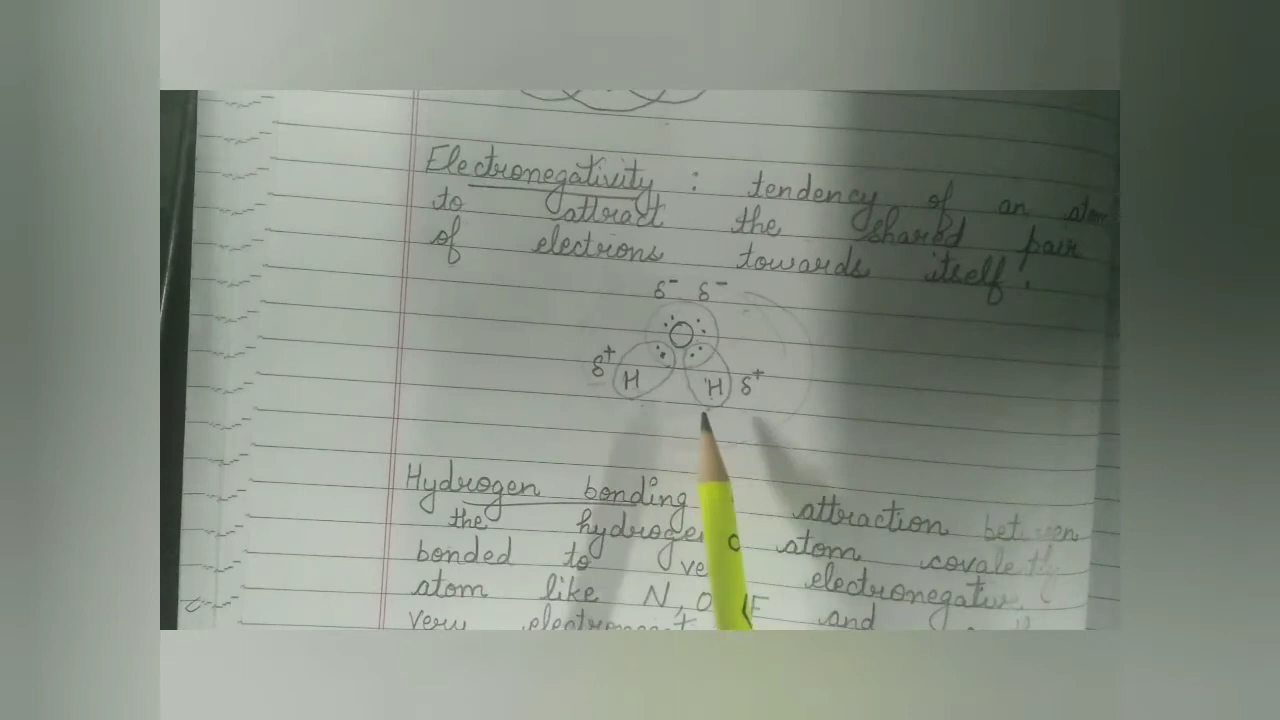 Electronegativity : tendency of an atom
to attract the shared pair
of electrons towards itself.
δ⁻ δ⁻
O
δ⁺ H H δ⁺
Hydrogen bonding attraction between
the hydrogen atom covalently
bonded to electronegative
atom like N, O F and
very